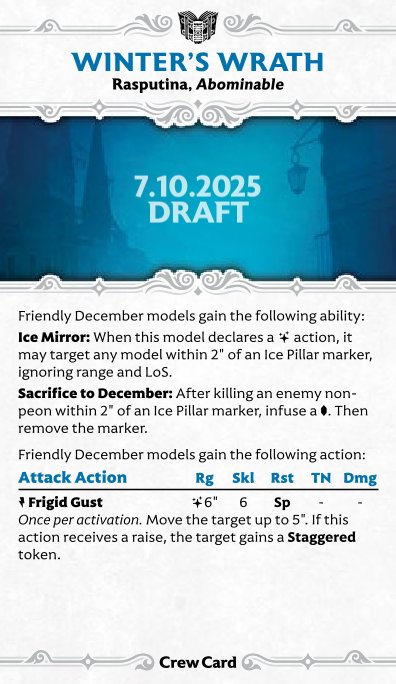 WINTER'S WRATH
Rasputina, Abominable
7.10.2025
DRAFT
Friendly December models gain the following ability:
Ice Mirror: When this model declares a action, it
may target any model within 2" of an Ice Pillar marker,
ignoring range and LoS.
Sacrifice to December: After killing an enemy non-
peon within 2" of an Ice Pillar marker, infuse a . Then
remove the marker.
Friendly December models gain the following action:
Attack Action Rg Skl Rst TN Dmg
Frigid Gust 6" 6 Sp - -
Once per activation. Move the target up to 5". If this
action receives a raise, the target gains a Staggered
token.
Crew Card